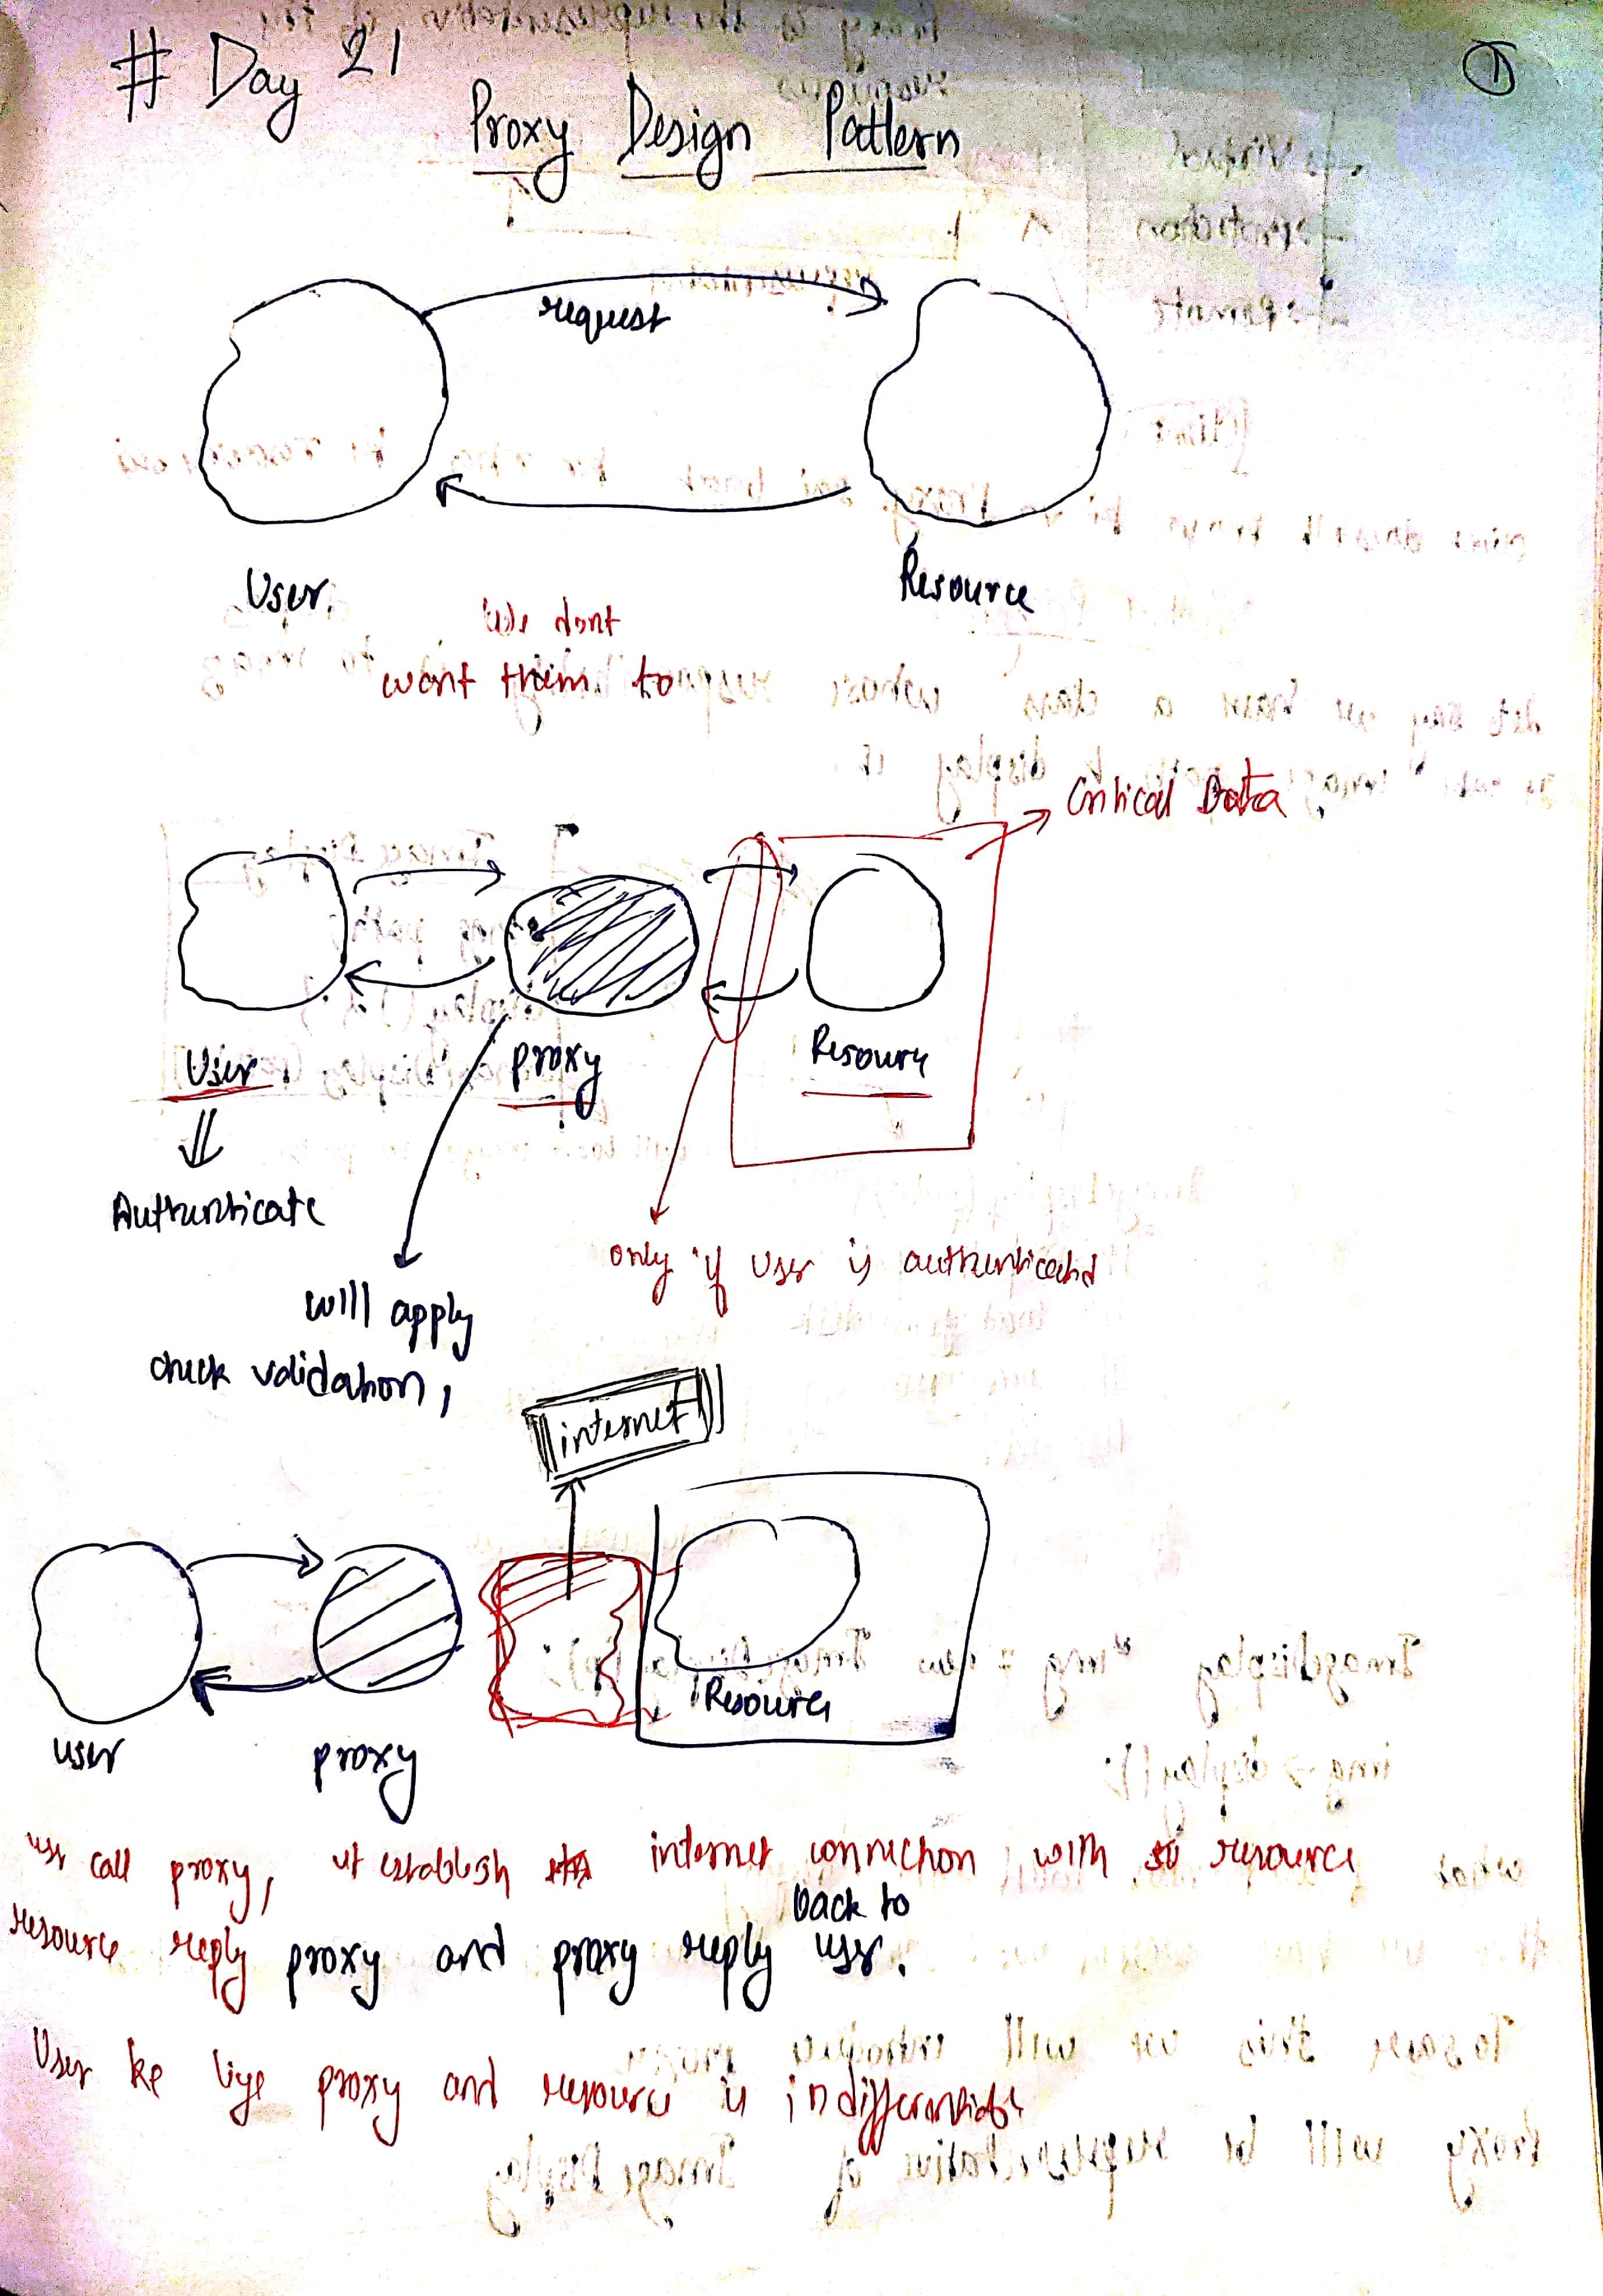 # Day 21
①
Proxy Design Pattern
request
User.
Resource
We dont
want them to
Critical Data
User
proxy
Resource
Authenticate
only if user is authenticated
will apply
check validation,
internet
user
proxy
Resource
user call proxy, it establish internet connection with resource
back to
resource reply proxy and proxy reply user.
User ke liye proxy and resource is